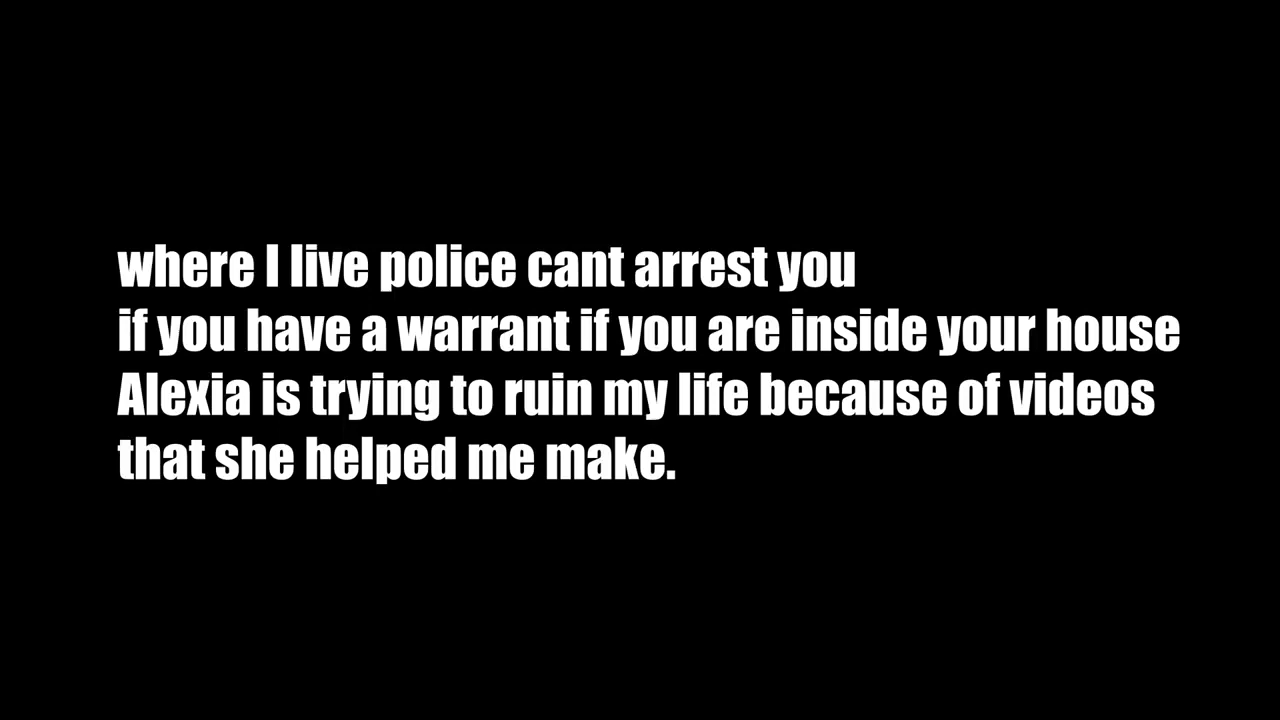 where I live police cant arrest you
if you have a warrant if you are inside your house
Alexia is trying to ruin my life because of videos
that she helped me make.